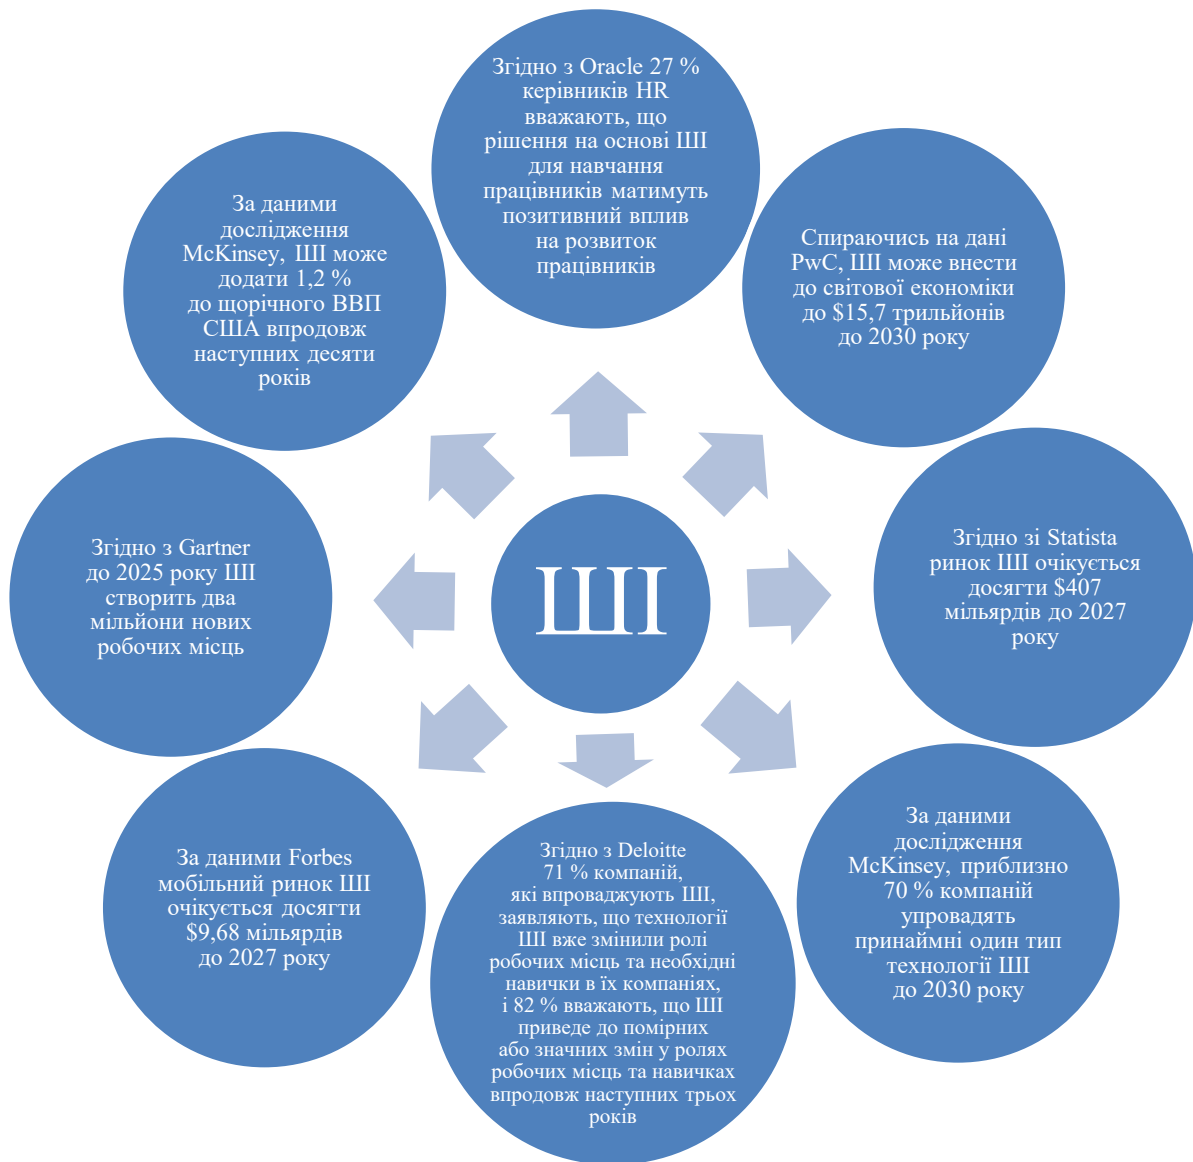 Згідно з Oracle 27 %
керівників HR
вважають, що
рішення на основі ШІ
для навчання
працівників матимуть
позитивний вплив
на розвиток
працівників
За даними
дослідження
McKinsey, ШІ може
додати 1,2 %
до щорічного ВВП
США впродовж
наступних десяти
років
Спираючись на дані
PwC, ШІ може внести
до світової економіки
до $15,7 трильйонів
до 2030 року
Згідно з Gartner
до 2025 року ШІ
створить два
мільйони нових
робочих місць
ШІ
Згідно зі Statista
ринок ШІ очікується
досягти $407
мільярдів до 2027
року
За даними Forbes
мобільний ринок ШІ
очікується досягти
$9,68 мільярдів
до 2027 року
Згідно з Deloitte
71 % компаній,
які впроваджують ШІ,
заявляють, що технології
ШІ вже змінили ролі
робочих місць та необхідні
навички в їх компаніях,
і 82 % вважають, що ШІ
приведе до помірних
або значних змін у ролях
робочих місць та навичках
впродовж наступних трьох
років
За даними
дослідження
McKinsey, приблизно
70 % компаній
упровадять
принаймні один тип
технології ШІ
до 2030 року